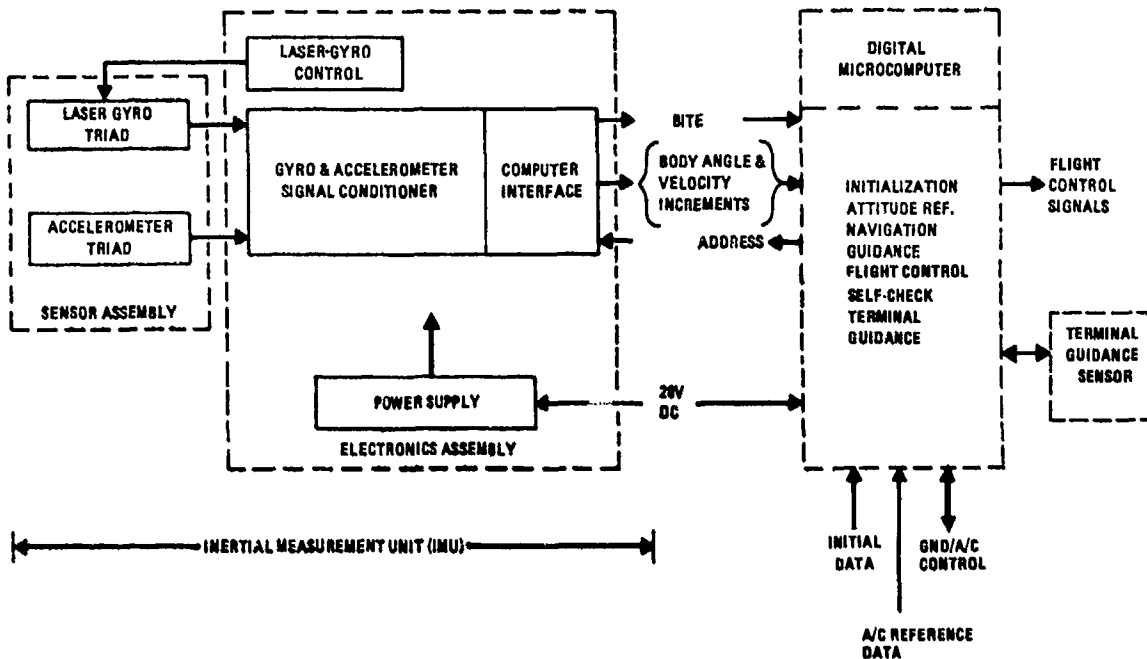 LASER-GYRO
CONTROL
LASER GYRO
TRIAD
ACCELEROMETER
TRIAD
SENSOR ASSEMBLY
GYRO & ACCELEROMETER
SIGNAL CONDITIONER
COMPUTER
INTERFACE
POWER SUPPLY
ELECTRONICS ASSEMBLY
BITE
BODY ANGLE &
VELOCITY
INCREMENTS
ADDRESS
28V
DC
DIGITAL
MICROCOMPUTER
INITIALIZATION
ATTITUDE REF.
NAVIGATION
GUIDANCE
FLIGHT CONTROL
SELF-CHECK
TERMINAL
GUIDANCE
FLIGHT
CONTROL
SIGNALS
TERMINAL
GUIDANCE
SENSOR
INERTIAL MEASUREMENT UNIT (IMU)
INITIAL
DATA
GND/A/C
CONTROL
A/C REFERENCE
DATA